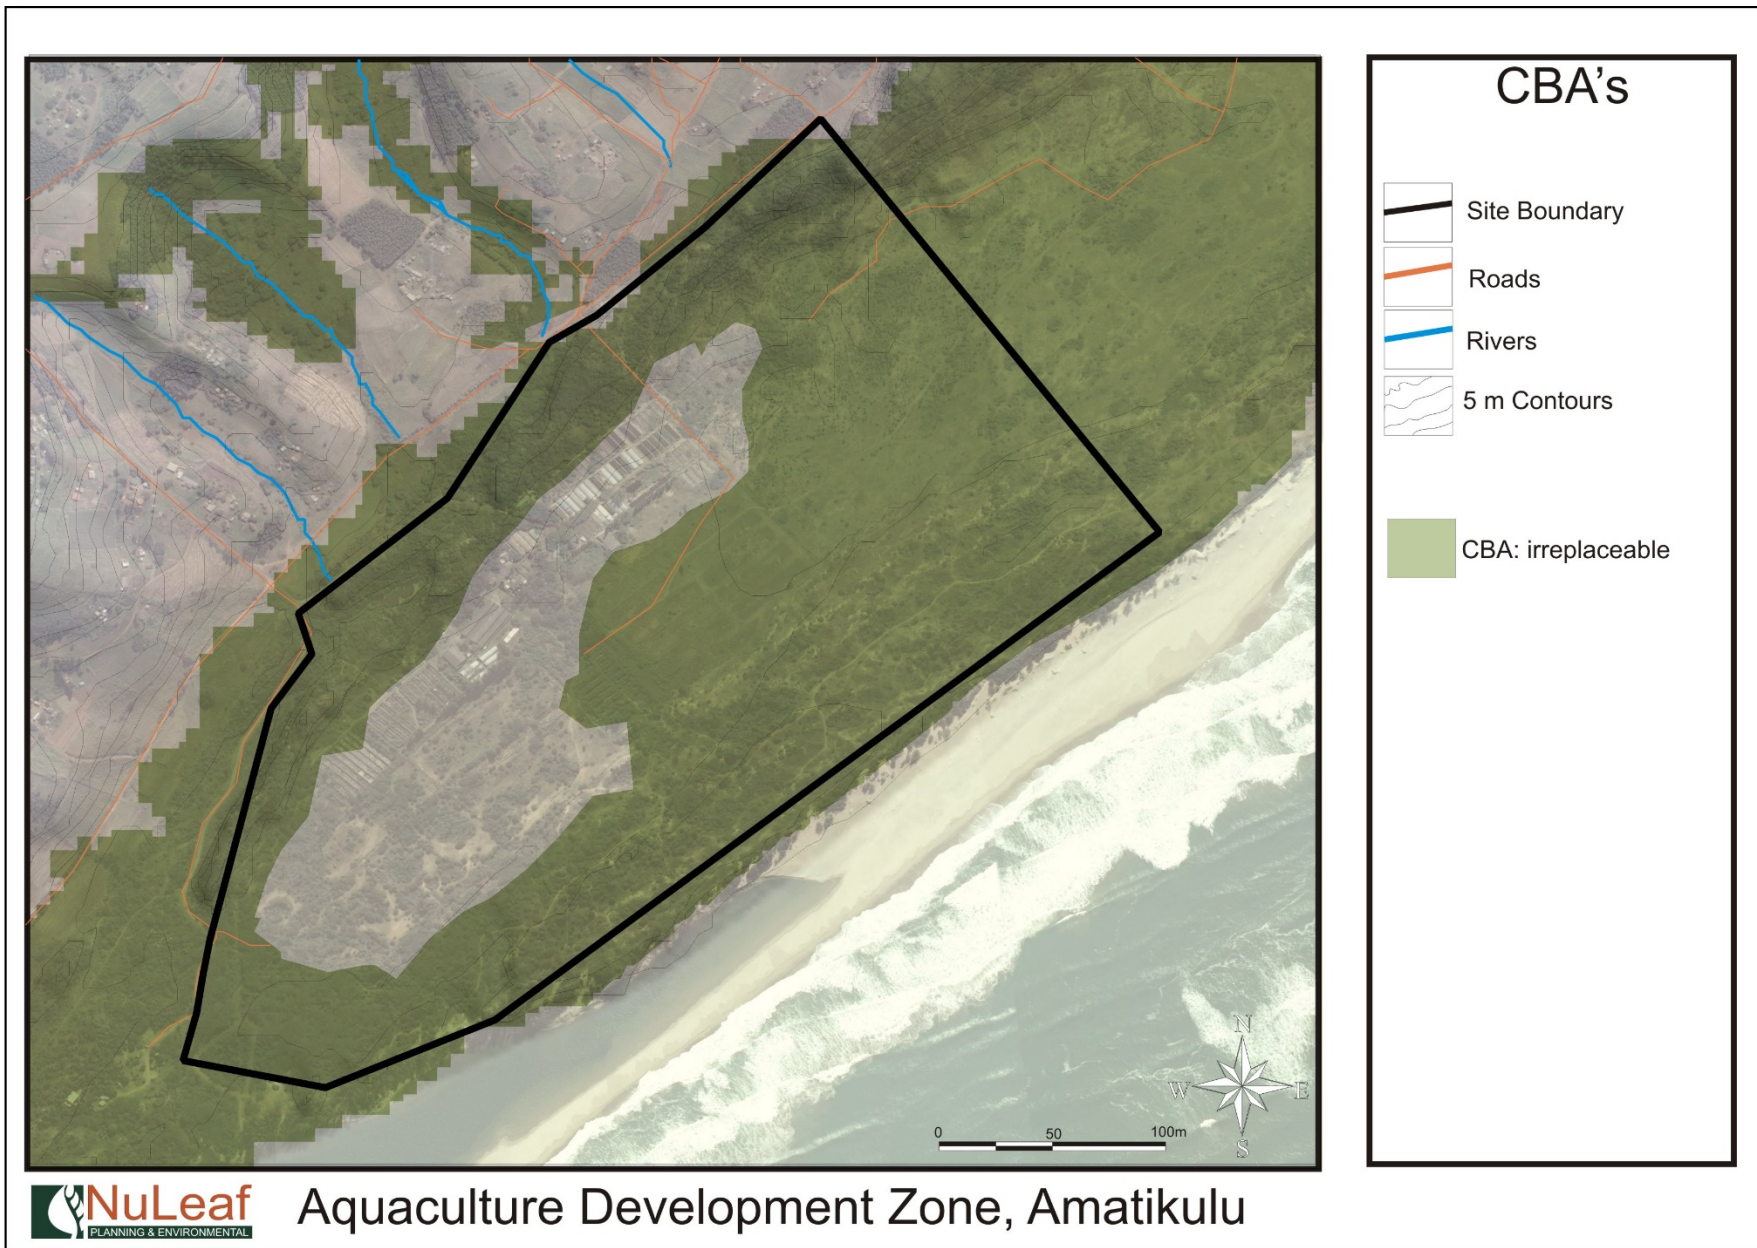 CBA's
Site Boundary
Roads
Rivers
5 m Contours
CBA: irreplaceable
N
W E
S
0 50 100m
NuLeaf
PLANNING & ENVIRONMENTAL
Aquaculture Development Zone, Amatikulu